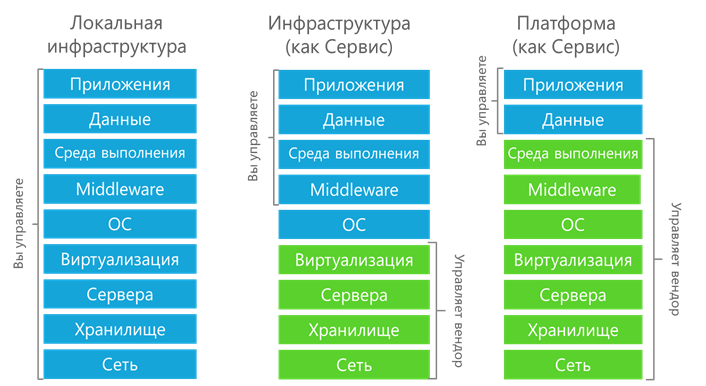 Локальная
инфраструктура
Вы управляете
Приложения
Данные
Среда выполнения
Middleware
ОС
Виртуализация
Сервера
Хранилище
Сеть
Инфраструктура
(как Сервис)
Вы управляете
Приложения
Данные
Среда выполнения
Middleware
ОС
Виртуализация
Сервера
Хранилище
Сеть
Управляет вендор
Платформа
(как Сервис)
Вы управляете
Приложения
Данные
Среда выполнения
Middleware
ОС
Виртуализация
Сервера
Хранилище
Сеть
Управляет вендор